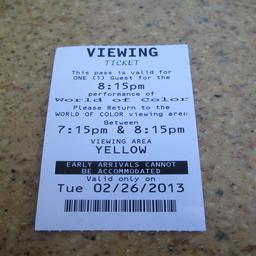 VIEWING
TICKET
This pass is valid for
ONE (1) Guest for the
8:15pm
performance of
World of Color
Please Return to the
WORLD OF COLOR viewing area
Between
7:15pm & 8:15pm
VIEWING AREA
YELLOW
EARLY ARRIVALS CANNOT
BE ACCOMMODATED
Valid only on
Tue 02/26/2013